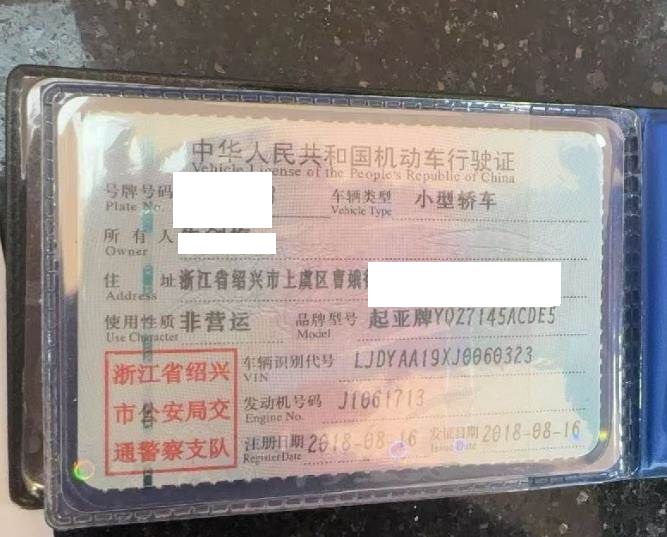 中华人民共和国机动车行驶证
Vehicle License of the People's Republic of China
号牌号码 车辆类型 小型轿车
Plate No. Vehicle Type
所有人
Owner
住址 浙江省绍兴市上虞区曹娥街
Address
使用性质 非营运 品牌型号 起亚牌YQZ7145ACDE5
Use Character Model
浙江省绍兴
市公安局交
通警察支队
车辆识别代号 LJDYAA19XJ0060323
VIN
发动机号码 J1061713
Engine No.
注册日期 2018-08-16 发证日期 2018-08-16
Register Date Issue Date